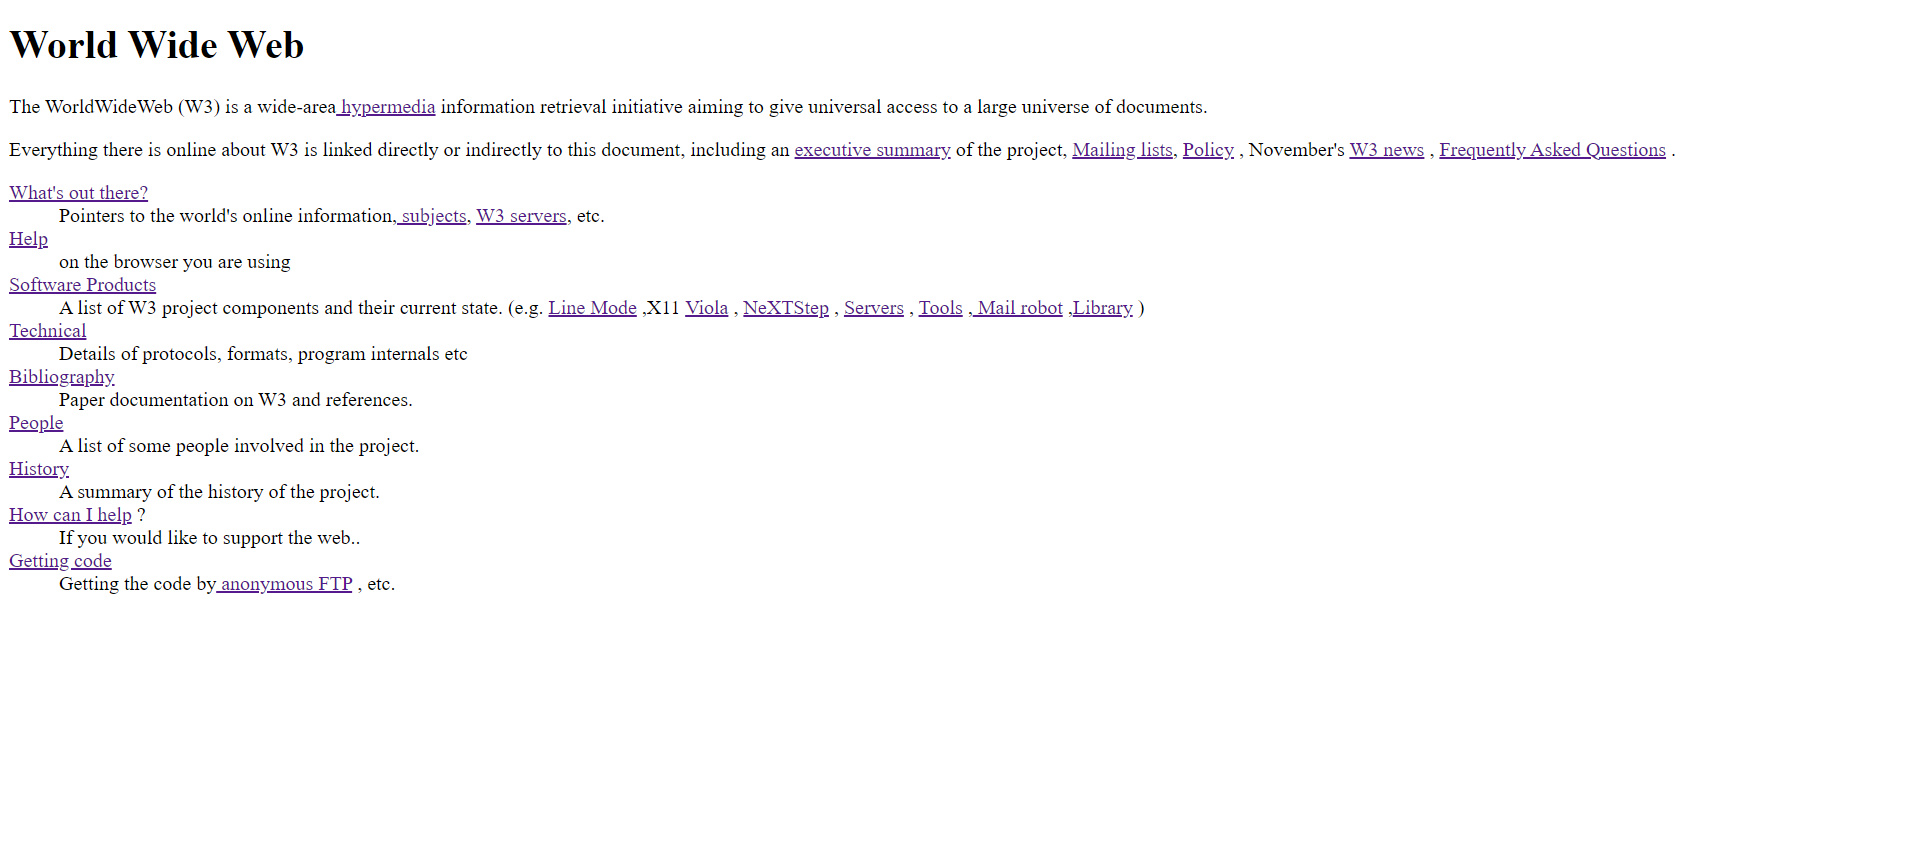 World Wide Web
The WorldWideWeb (W3) is a wide-area hypermedia information retrieval initiative aiming to give universal access to a large universe of documents.
Everything there is online about W3 is linked directly or indirectly to this document, including an executive summary of the project, Mailing lists, Policy , November's W3 news , Frequently Asked Questions .
What's out there?
Pointers to the world's online information, subjects, W3 servers, etc.
Help
on the browser you are using
Software Products
A list of W3 project components and their current state. (e.g. Line Mode ,X11 Viola , NeXTStep , Servers , Tools , Mail robot ,Library )
Technical
Details of protocols, formats, program internals etc
Bibliography
Paper documentation on W3 and references.
People
A list of some people involved in the project.
History
A summary of the history of the project.
How can I help ?
If you would like to support the web..
Getting code
Getting the code by anonymous FTP , etc.